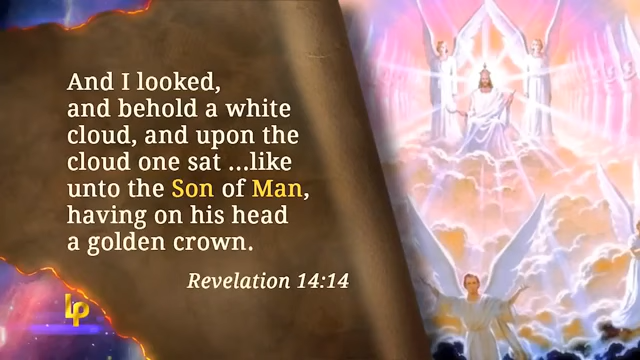 And I looked,
and behold a white
cloud, and upon the
cloud one sat ...like
unto the Son of Man,
having on his head
a golden crown.
Revelation 14:14
LP